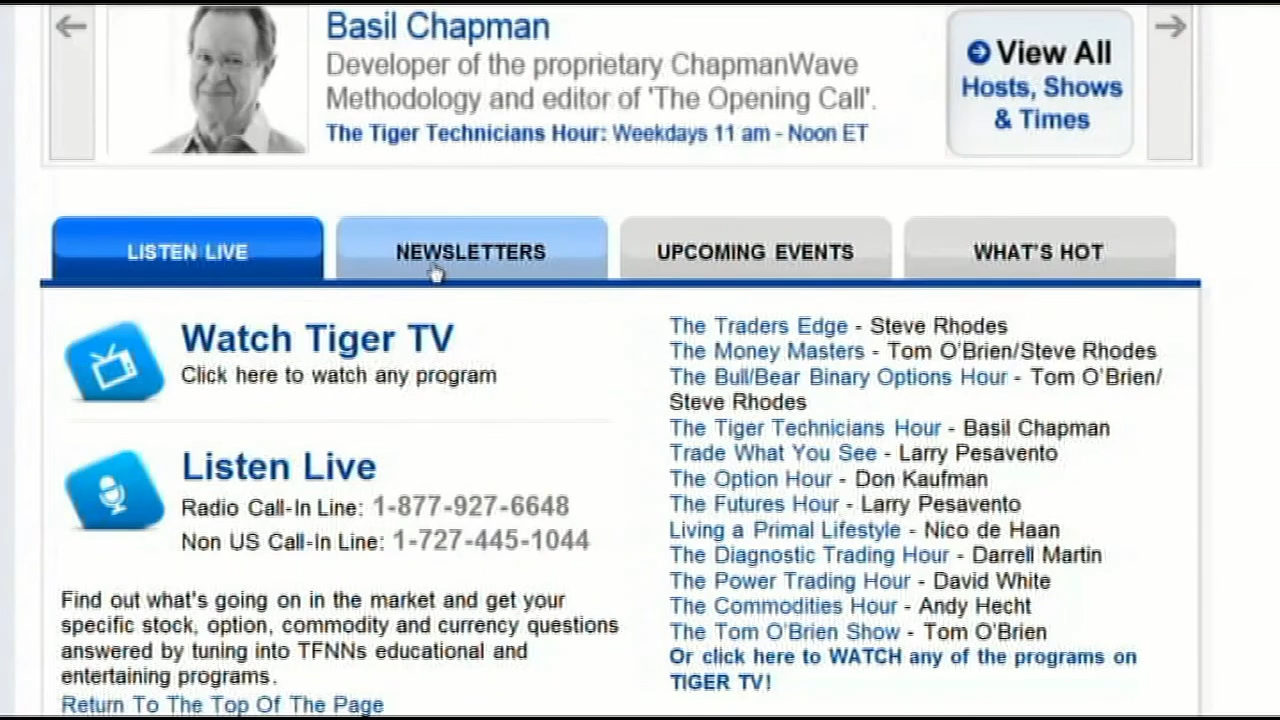 Basil Chapman
Developer of the proprietary ChapmanWave
Methodology and editor of 'The Opening Call'.
The Tiger Technicians Hour: Weekdays 11 am - Noon ET
View All
Hosts, Shows
& Times
LISTEN LIVE
NEWSLETTERS
UPCOMING EVENTS
WHAT'S HOT
Watch Tiger TV
Click here to watch any program
Listen Live
Radio Call-In Line: 1-877-927-6648
Non US Call-In Line: 1-727-445-1044
Find out what's going on in the market and get your
specific stock, option, commodity and currency questions
answered by tuning into TFNNs educational and
entertaining programs.
Return To The Top Of The Page
The Traders Edge - Steve Rhodes
The Money Masters - Tom O'Brien/Steve Rhodes
The Bull/Bear Binary Options Hour - Tom O'Brien/
Steve Rhodes
The Tiger Technicians Hour - Basil Chapman
Trade What You See - Larry Pesavento
The Option Hour - Don Kaufman
The Futures Hour - Larry Pesavento
Living a Primal Lifestyle - Nico de Haan
The Diagnostic Trading Hour - Darrell Martin
The Power Trading Hour - David White
The Commodities Hour - Andy Hecht
The Tom O'Brien Show - Tom O'Brien
Or click here to WATCH any of the programs on
TIGER TV!